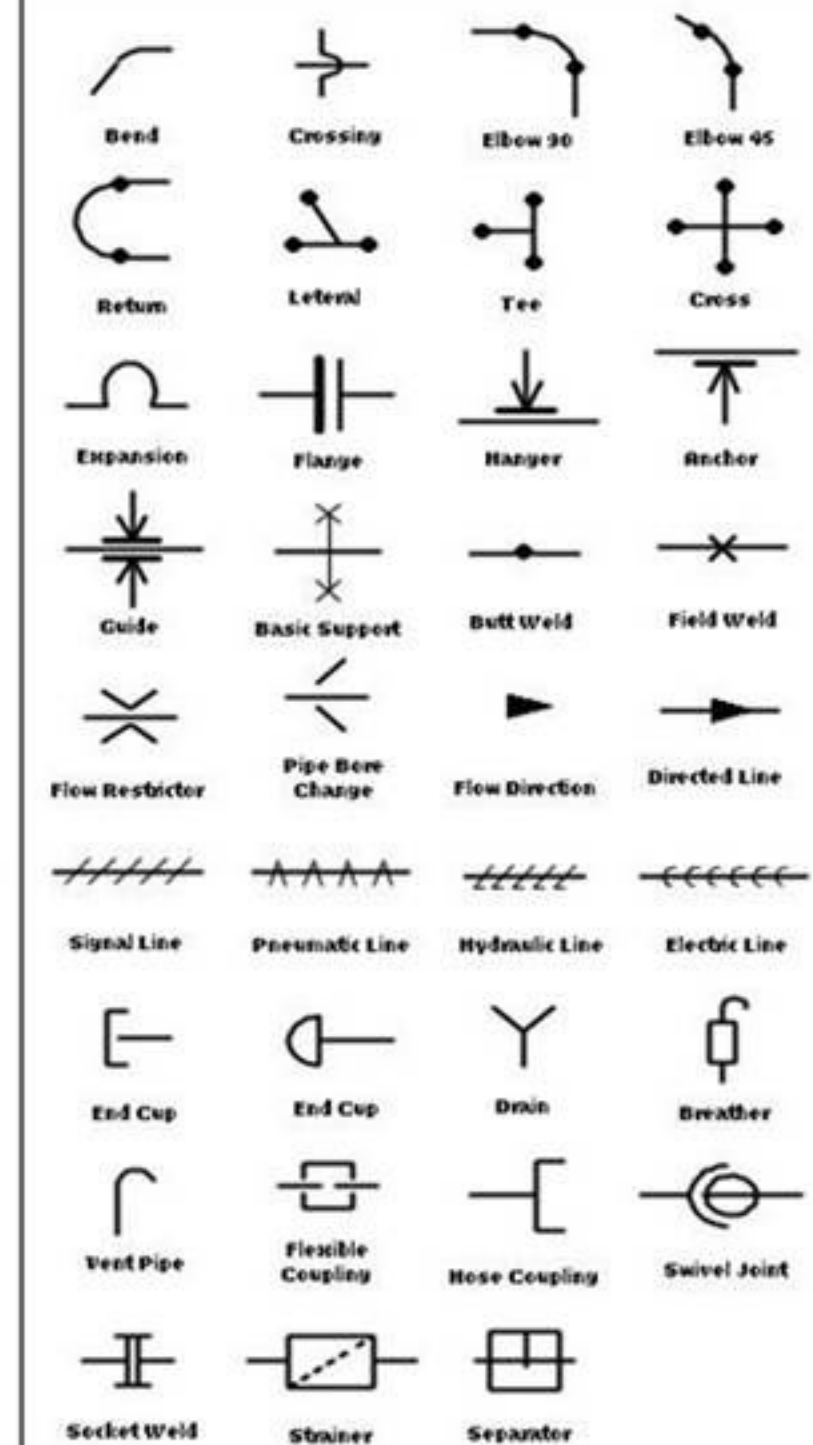 Bend
Crossing
Elbow 90
Elbow 45
Return
Leteral
Tee
Cross
Expansion
Flange
Hanger
Anchor
Guide
Basic Support
Butt Weld
Field Weld
Flow Restrictor
Pipe Bore
Change
Flow Direction
Directed Line
Signal Line
Pneumatic Line
Hydraulic Line
Electric Line
End Cup
End Cup
Drain
Breather
Vent Pipe
Flexible
Coupling
Hose Coupling
Swivel Joint
Socket Weld
Strainer
Separator